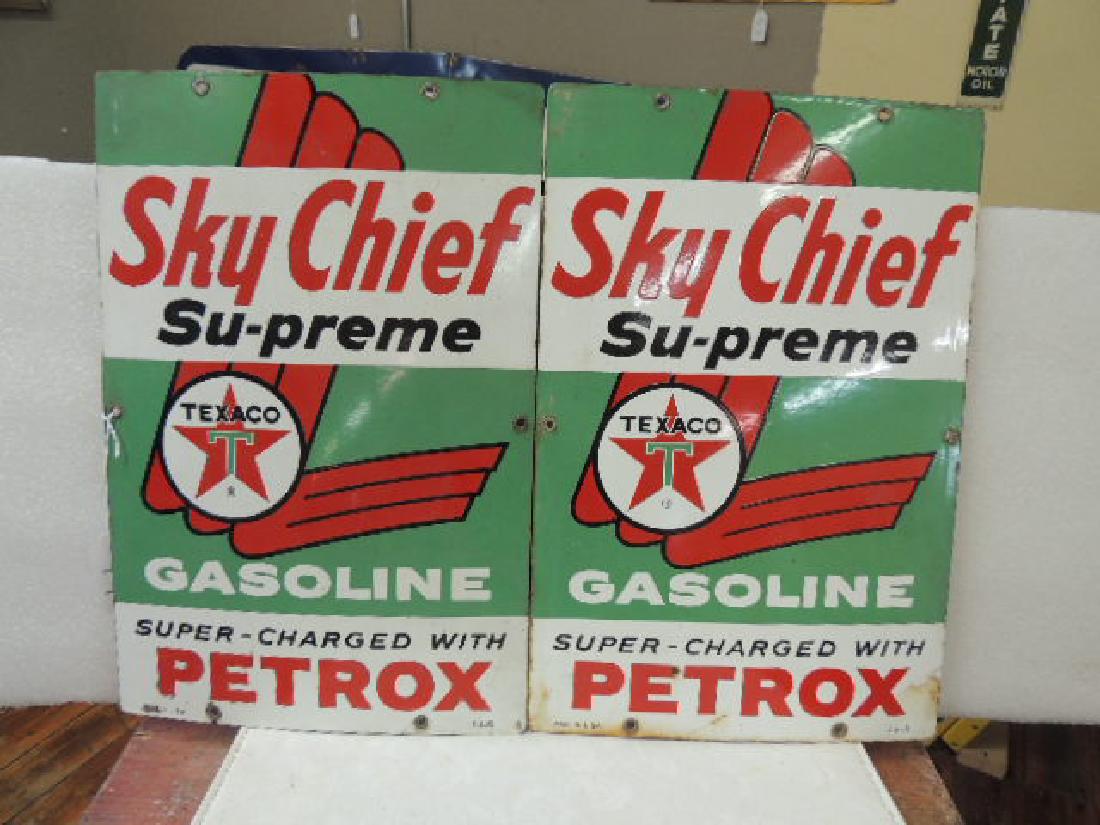 Sky Chief
Su-preme
TEXACO
T
GASOLINE
SUPER-CHARGED WITH
PETROX
Sky Chief
Su-preme
TEXACO
T
GASOLINE
SUPER-CHARGED WITH
PETROX
ATE
MOTOR
OIL